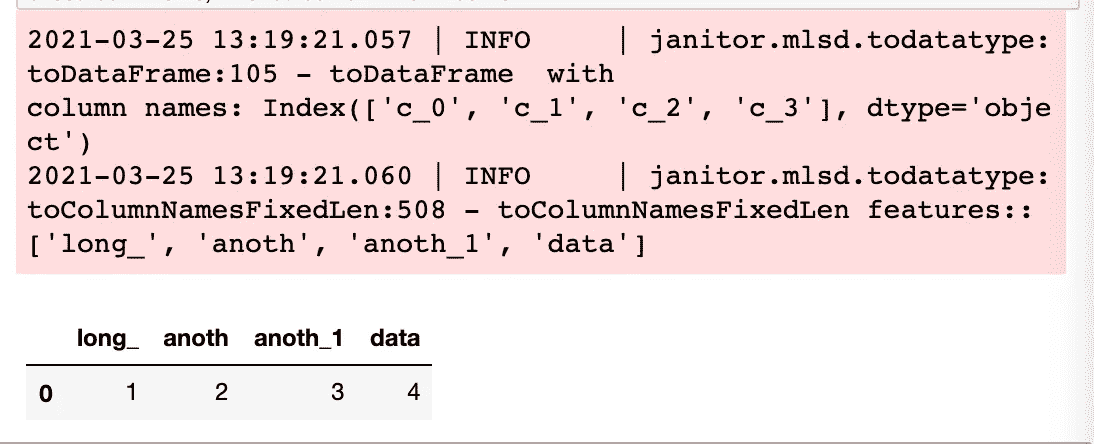 2021-03-25 13:19:21.057 | INFO     | janitor.mlsd.todatatype:
toDataFrame:105 - toDataFrame  with
column names: Index(['c_0', 'c_1', 'c_2', 'c_3'], dtype='obje
ct')
2021-03-25 13:19:21.060 | INFO     | janitor.mlsd.todatatype:
toColumnNamesFixedLen:508 - toColumnNamesFixedLen features::
['long_', 'anoth', 'anoth_1', 'data']
long_ anoth anoth_1 data
0 1 2 3 4